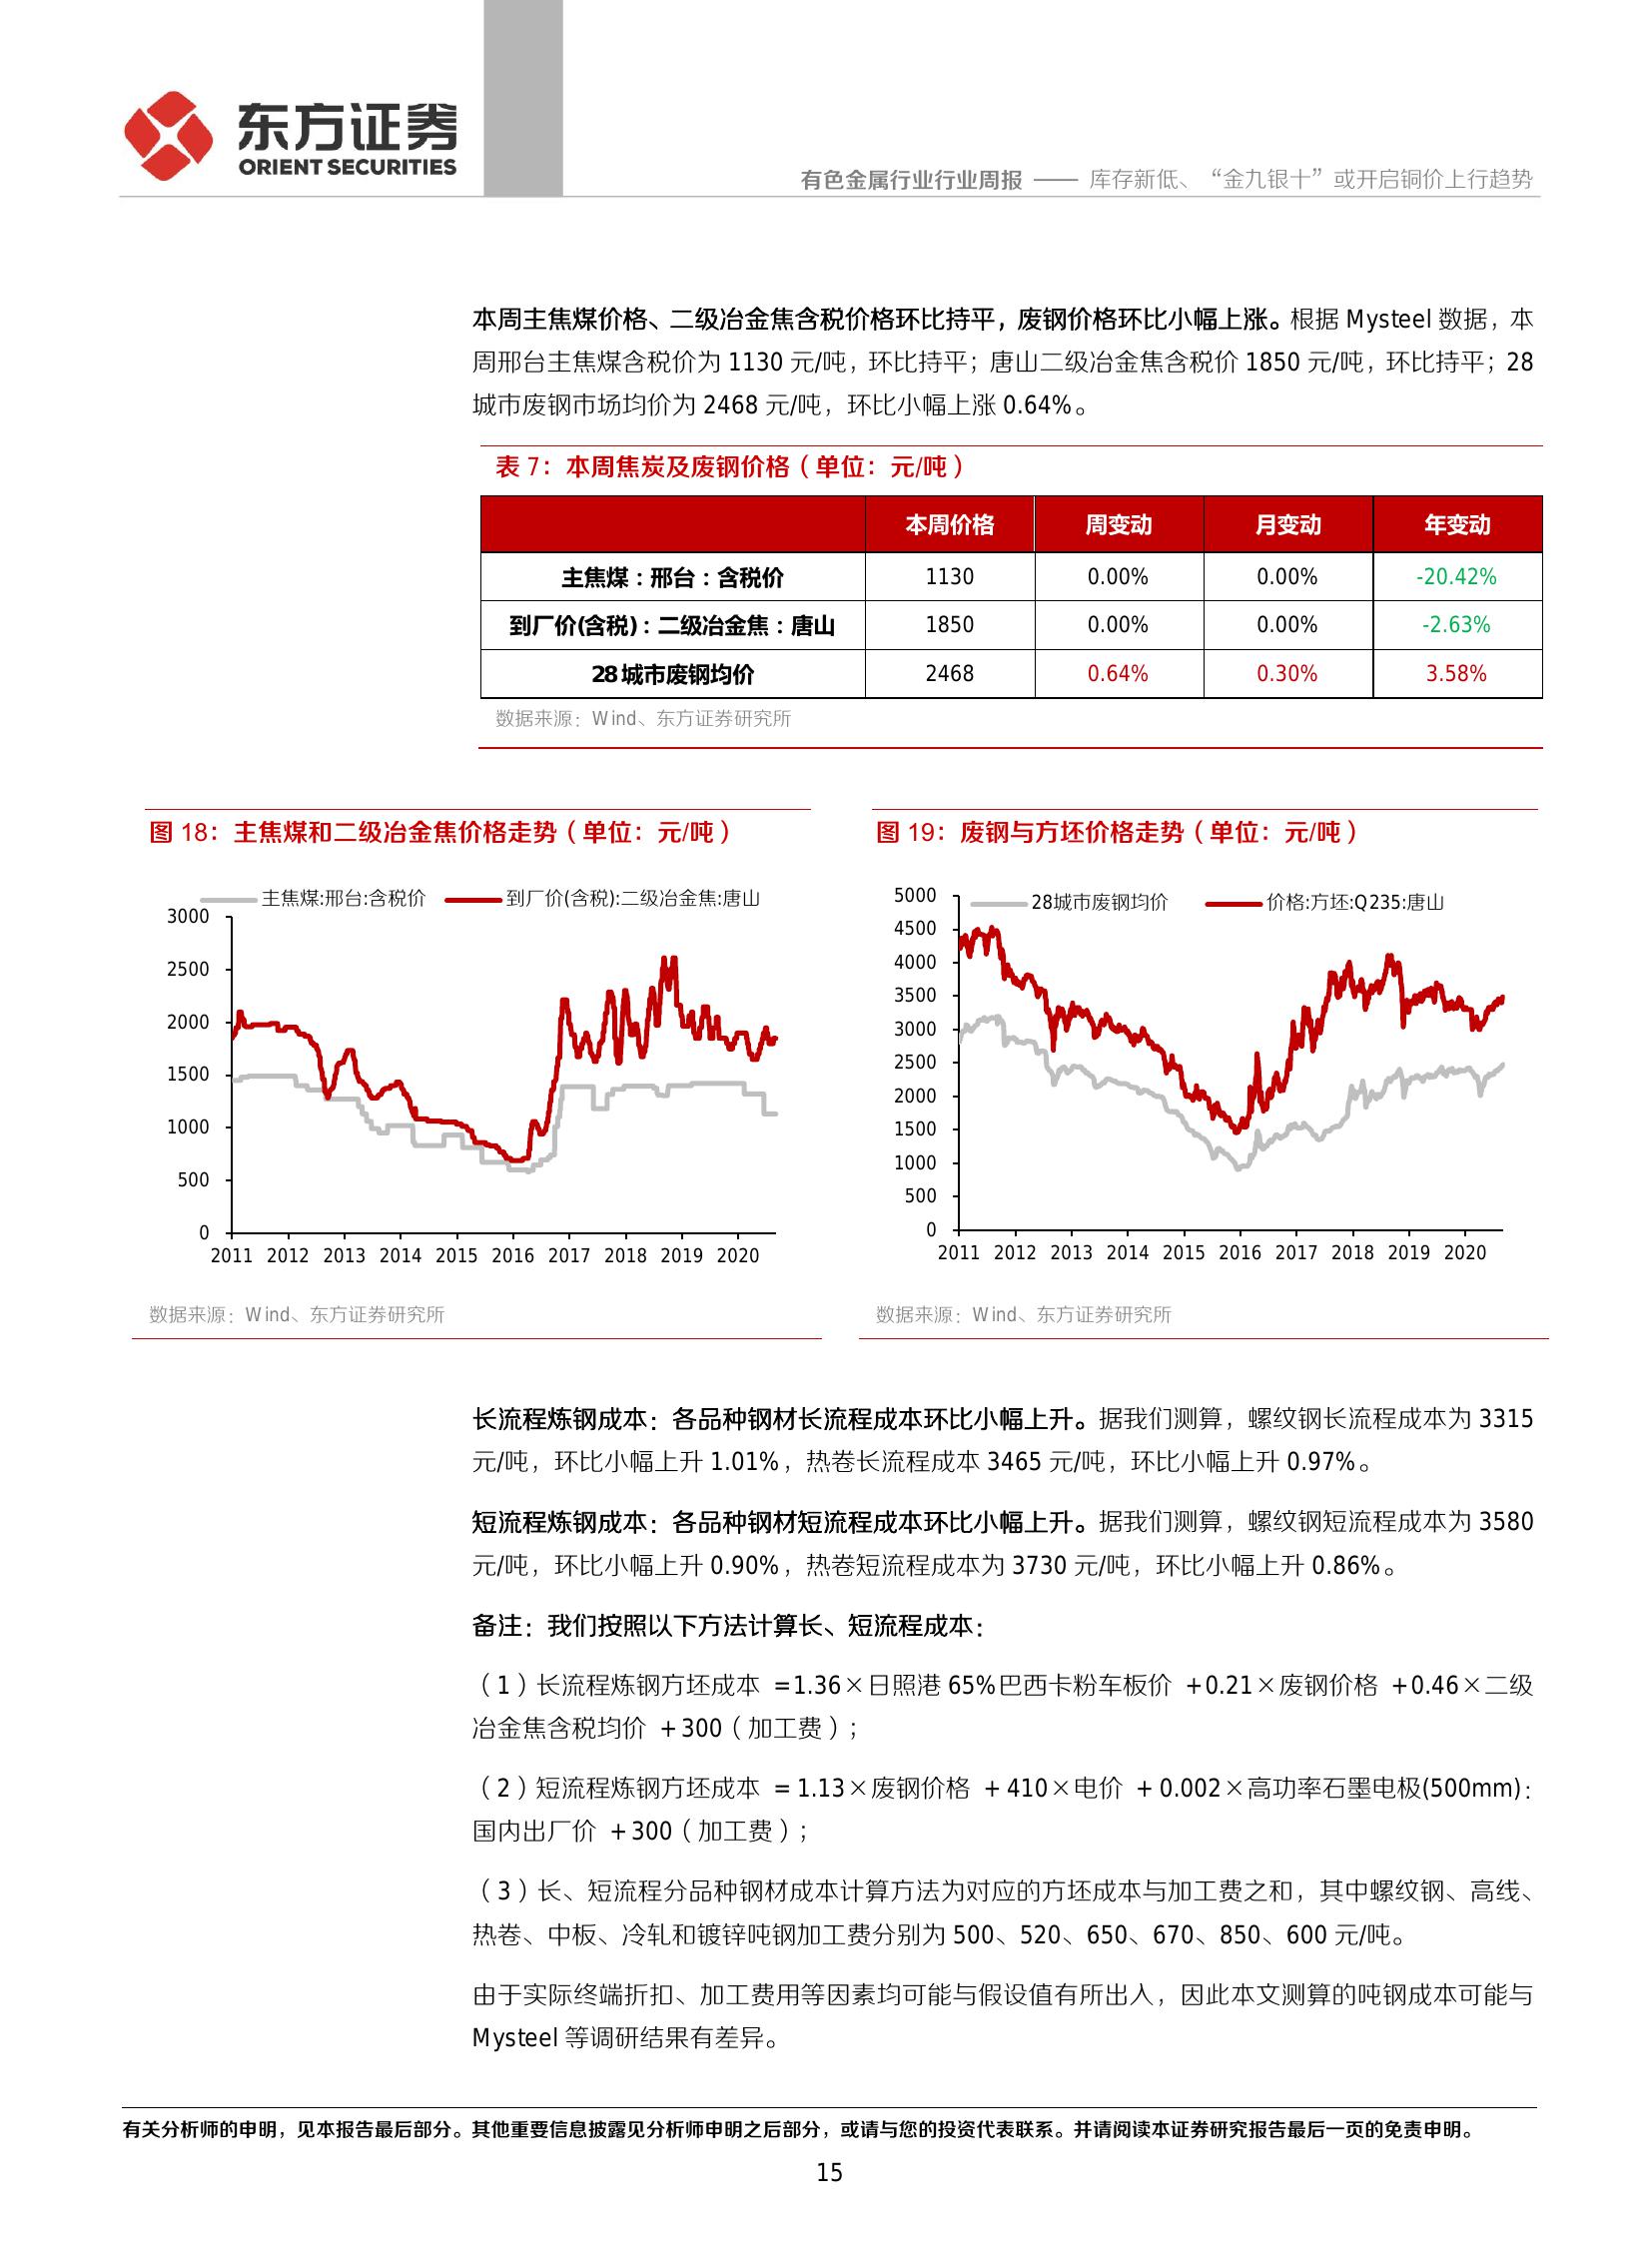 东方证券
ORIENT SECURITIES
有色金属行业行业周报 —— 库存新低、“金九银十”或开启铜价上行趋势
本周主焦煤价格、二级冶金焦含税价格环比持平，废钢价格环比小幅上涨。根据 Mysteel 数据，本
周邢台主焦煤含税价为 1130 元/吨，环比持平；唐山二级冶金焦含税价 1850 元/吨，环比持平；28
城市废钢市场均价为 2468 元/吨，环比小幅上涨 0.64%。
表 7：本周焦炭及废钢价格（单位：元/吨）
本周价格 周变动 月变动 年变动
主焦煤：邢台：含税价 1130 0.00% 0.00% -20.42%
到厂价(含税)：二级冶金焦：唐山 1850 0.00% 0.00% -2.63%
28 城市废钢均价 2468 0.64% 0.30% 3.58%
数据来源：Wind、东方证券研究所
图 18：主焦煤和二级冶金焦价格走势（单位：元/吨）
主焦煤:邢台:含税价 到厂价(含税):二级冶金焦:唐山
3000
2500
2000
1500
1000
500
0
2011 2012 2013 2014 2015 2016 2017 2018 2019 2020
数据来源：Wind、东方证券研究所
图 19：废钢与方坯价格走势（单位：元/吨）
28城市废钢均价 价格:方坯:Q235:唐山
5000
4500
4000
3500
3000
2500
2000
1500
1000
500
0
2011 2012 2013 2014 2015 2016 2017 2018 2019 2020
数据来源：Wind、东方证券研究所
长流程炼钢成本：各品种钢材长流程成本环比小幅上升。据我们测算，螺纹钢长流程成本为 3315
元/吨，环比小幅上升 1.01%，热卷长流程成本 3465 元/吨，环比小幅上升 0.97%。
短流程炼钢成本：各品种钢材短流程成本环比小幅上升。据我们测算，螺纹钢短流程成本为 3580
元/吨，环比小幅上升 0.90%，热卷短流程成本为 3730 元/吨，环比小幅上升 0.86%。
备注：我们按照以下方法计算长、短流程成本：
（1）长流程炼钢方坯成本 =1.36×日照港 65%巴西卡粉车板价 +0.21×废钢价格 +0.46×二级
冶金焦含税均价 +300（加工费）；
（2）短流程炼钢方坯成本 =1.13×废钢价格 +410×电价 +0.002×高功率石墨电极(500mm)：
国内出厂价 +300（加工费）；
（3）长、短流程分品种钢材成本计算方法为对应的方坯成本与加工费之和，其中螺纹钢、高线、
热卷、中板、冷轧和镀锌吨钢加工费分别为 500、520、650、670、850、600 元/吨。
由于实际终端折扣、加工费用等因素均可能与假设值有所出入，因此本文测算的吨钢成本可能与
Mysteel 等调研结果有差异。
有关分析师的申明，见本报告最后部分。其他重要信息披露见分析师申明之后部分，或请与您的投资代表联系。并请阅读本证券研究报告最后一页的免责申明。
15